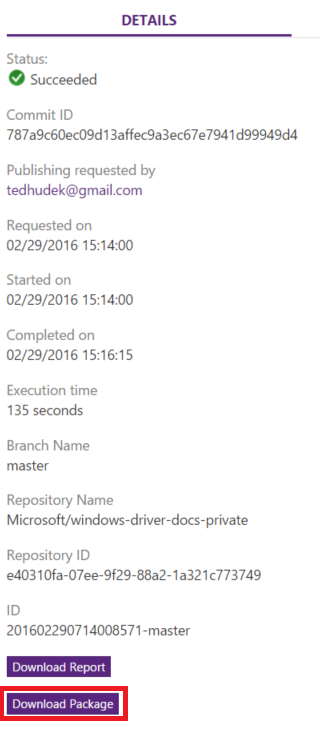 DETAILS
Status:
Succeeded
Commit ID
787a9c60ec09d13affec9a3ec67e7941d99949d4
Publishing requested by
tedhudek@gmail.com
Requested on
02/29/2016 15:14:00
Started on
02/29/2016 15:14:00
Completed on
02/29/2016 15:16:15
Execution time
135 seconds
Branch Name
master
Repository Name
Microsoft/windows-driver-docs-private
Repository ID
e40310fa-07ee-9f29-88a2-1a321c773749
ID
201602290714008571-master
Download Report
Download Package